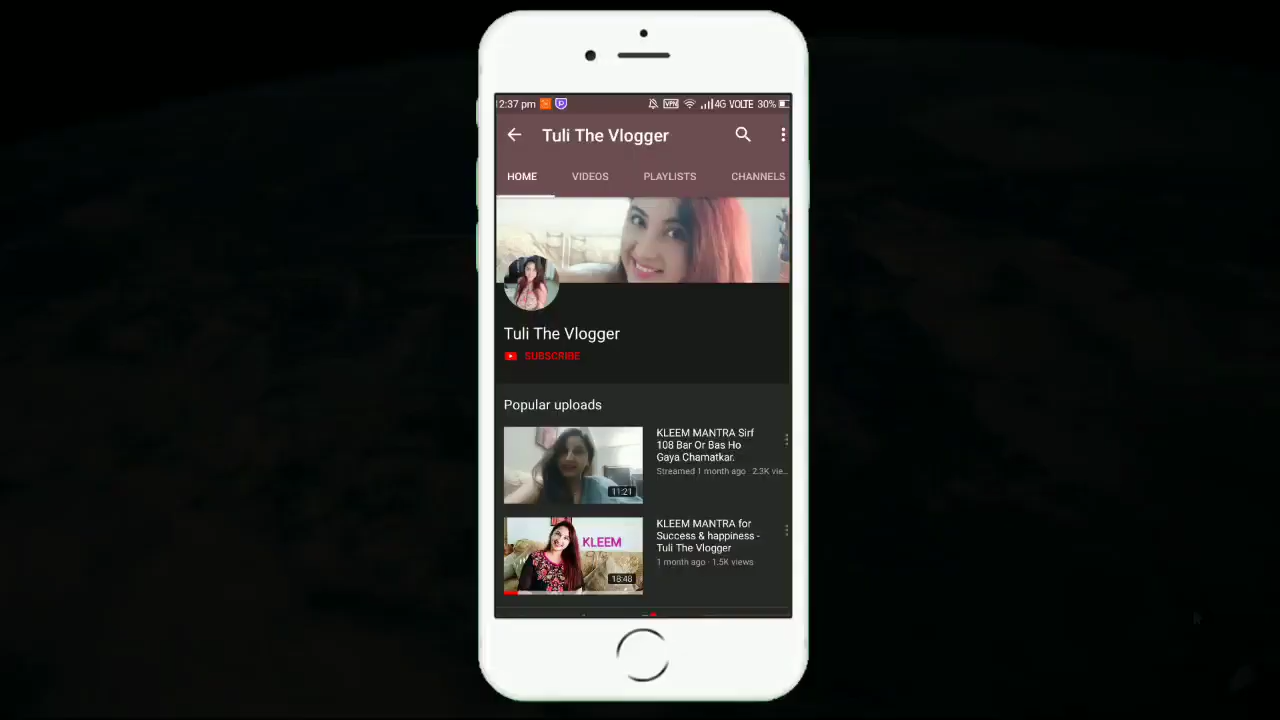 2:37 pm VPN 4G VOLTE 30%
Tuli The Vlogger
HOME VIDEOS PLAYLISTS CHANNELS
Tuli The Vlogger
SUBSCRIBE
Popular uploads
KLEEM MANTRA Sirf
108 Bar Or Bas Ho
Gaya Chamatkar.
Streamed 1 month ago · 2.3K vie...
11:21
KLEEM MANTRA for
Success & happiness -
Tuli The Vlogger
1 month ago · 1.5K views
KLEEM
18:48